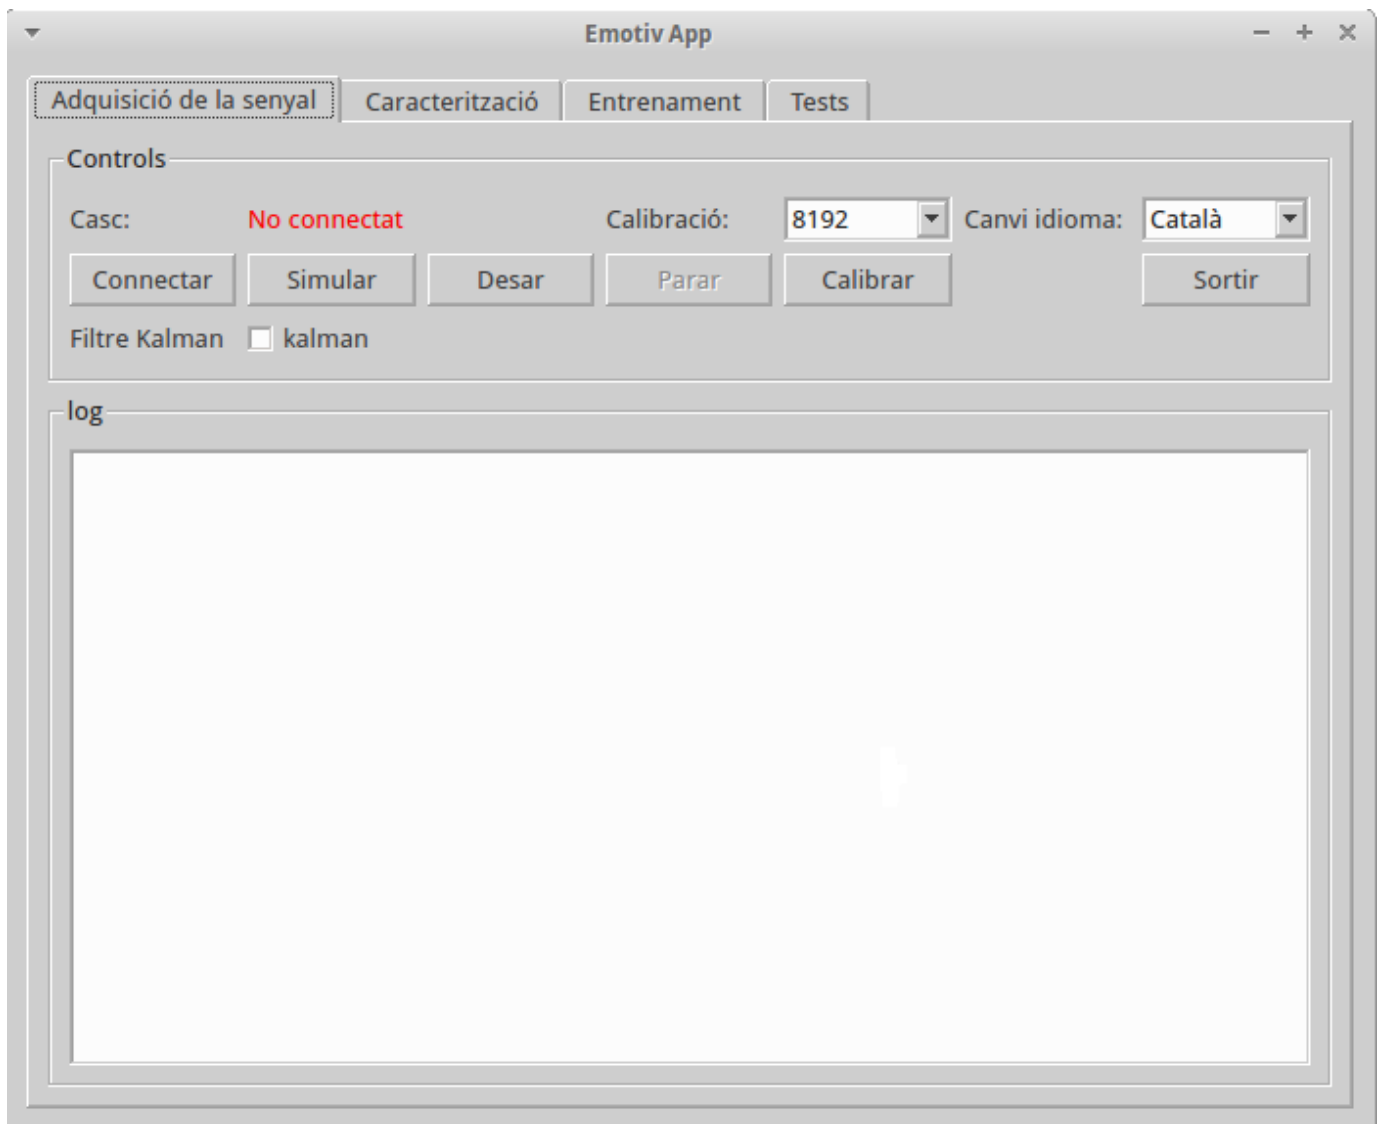 Emotiv App
Adquisició de la senyal Caracterització Entrenament Tests
Controls
Casc: No connectat Calibració: 8192 Canvi idioma: Català
Connectar Simular Desar Parar Calibrar Sortir
Filtre Kalman kalman
log